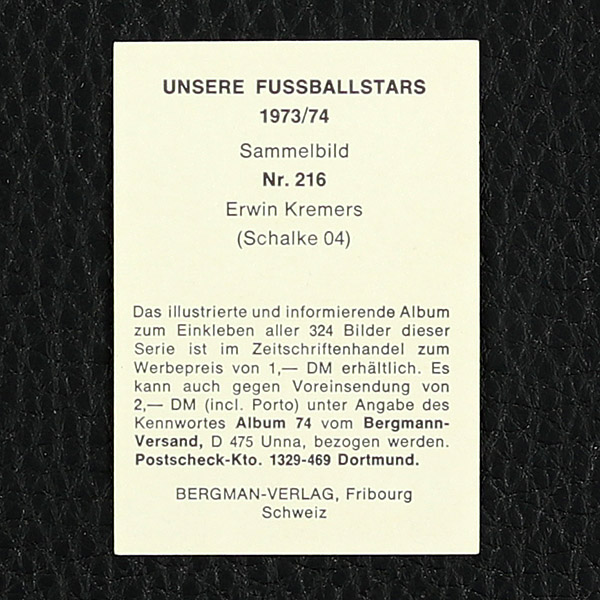 UNSERE FUSSBALLSTARS
1973/74
Sammelbild
Nr. 216
Erwin Kremers
(Schalke 04)
Das illustrierte und informierende Album
zum Einkleben aller 324 Bilder dieser
Serie ist im Zeitschriftenhandel zum
Werbepreis von 1,— DM erhältlich. Es
kann auch gegen Voreinsendung von
2,— DM (incl. Porto) unter Angabe des
Kennwortes Album 74 vom Bergmann-
Versand, D 475 Unna, bezogen werden.
Postscheck-Kto. 1329-469 Dortmund.
BERGMAN-VERLAG, Fribourg
Schweiz